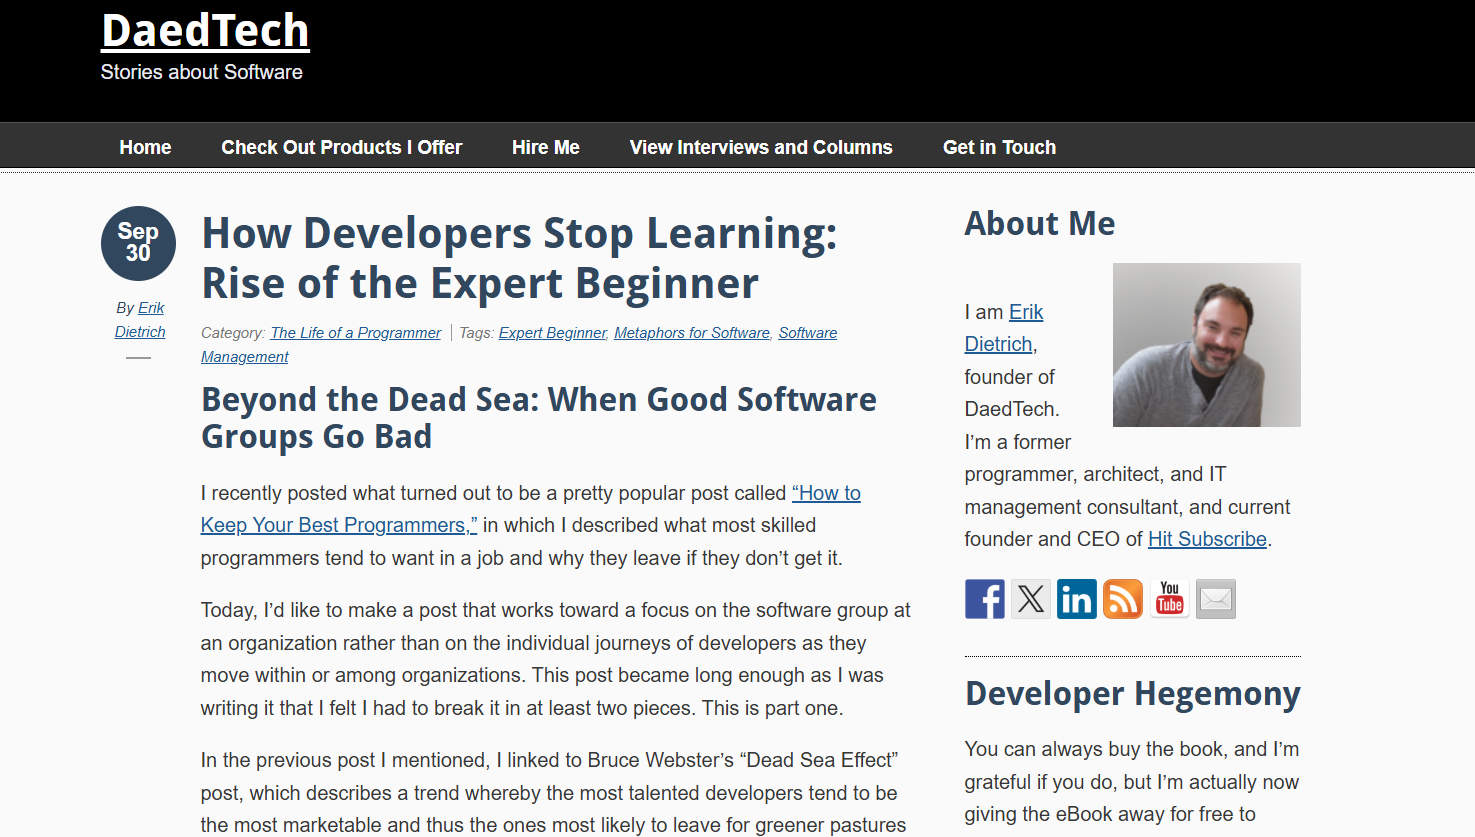 DaedTech
Stories about Software
Home
Check Out Products I Offer
Hire Me
View Interviews and Columns
Get in Touch
Sep
30
By Erik
Dietrich
How Developers Stop Learning:
Rise of the Expert Beginner
Category: The Life of a Programmer | Tags: Expert Beginner, Metaphors for Software, Software
Management
Beyond the Dead Sea: When Good Software
Groups Go Bad
I recently posted what turned out to be a pretty popular post called “How to
Keep Your Best Programmers,” in which I described what most skilled
programmers tend to want in a job and why they leave if they don’t get it.
Today, I’d like to make a post that works toward a focus on the software group at
an organization rather than on the individual journeys of developers as they
move within or among organizations. This post became long enough as I was
writing it that I felt I had to break it in at least two pieces. This is part one.
In the previous post I mentioned, I linked to Bruce Webster’s “Dead Sea Effect”
post, which describes a trend whereby the most talented developers tend to be
the most marketable and thus the ones most likely to leave for greener pastures
About Me
I am Erik
Dietrich,
founder of
DaedTech.
I’m a former
programmer, architect, and IT
management consultant, and current
founder and CEO of Hit Subscribe.
f
X
in
You
Tube
Developer Hegemony
You can always buy the book, and I’m
grateful if you do, but I’m actually now
giving the eBook away for free to